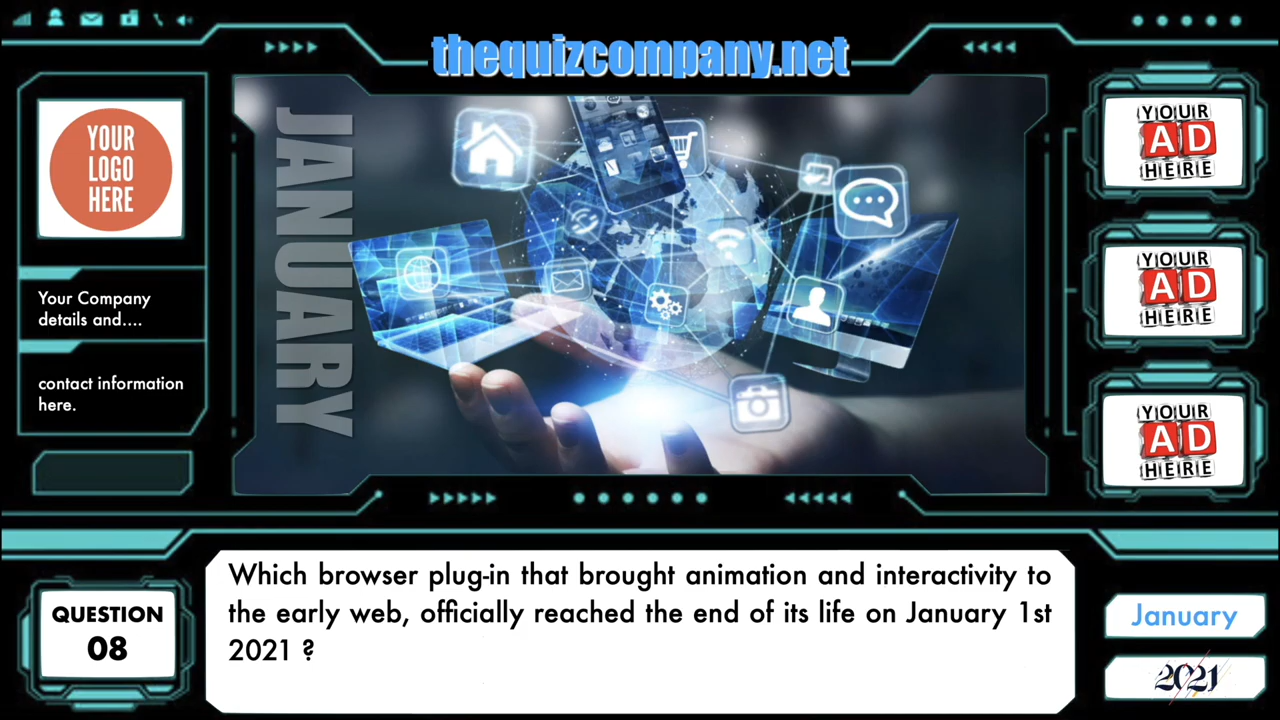 thequizcompany.net
YOUR
LOGO
HERE
Your Company
details and....
contact information
here.
JANUARY
YOUR
AD
HERE
YOUR
AD
HERE
YOUR
AD
HERE
QUESTION
08
Which browser plug-in that brought animation and interactivity to
the early web, officially reached the end of its life on January 1st
2021 ?
January
2021